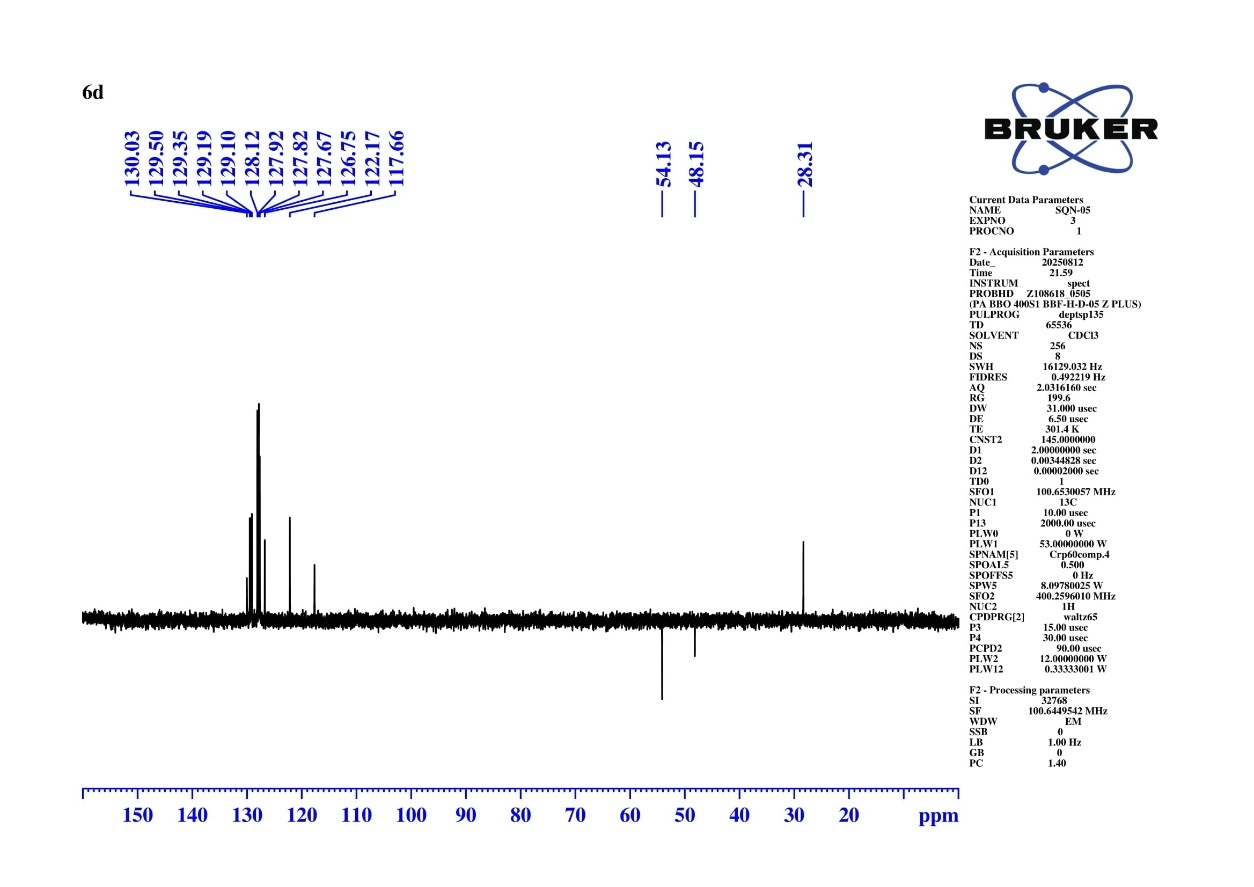 6d
BRUKER
130.03
129.50
129.35
129.19
129.10
128.12
127.92
127.82
127.67
126.75
122.17
117.66
54.13
48.15
28.31
Current Data Parameters
NAME SQN-05
EXPNO 3
PROCNO 1
F2 - Acquisition Parameters
Date_ 20250812
Time 21.59
INSTRUM spect
PROBHD Z108618_0505
(PA BBO 400S1 BBF-H-D-05 Z PLUS)
PULPROG deptsp135
TD 65536
SOLVENT CDCl3
NS 256
DS 8
SWH 16129.032 Hz
FIDRES 0.492219 Hz
AQ 2.0316160 sec
RG 199.6
DW 31.000 usec
DE 6.50 usec
TE 301.4 K
CNST2 145.0000000
D1 2.00000000 sec
D2 0.00344828 sec
D12 0.00002000 sec
TD0 1
SFO1 100.6530057 MHz
NUC1 13C
P1 10.00 usec
P13 2000.00 usec
PLW0 0 W
PLW1 53.00000000 W
SPNAM[5] Crp60comp.4
SPOAL5 0.500
SPOFFS5 0 Hz
SPW5 8.09780025 W
SFO2 400.2596010 MHz
NUC2 1H
CPDPRG[2] waltz65
P3 15.00 usec
P4 30.00 usec
PCPD2 90.00 usec
PLW2 12.00000000 W
PLW12 0.33333001 W
F2 - Processing parameters
SI 32768
SF 100.6449542 MHz
WDW EM
SSB 0
LB 1.00 Hz
GB 0
PC 1.40
150 140 130 120 110 100 90 80 70 60 50 40 30 20 ppm